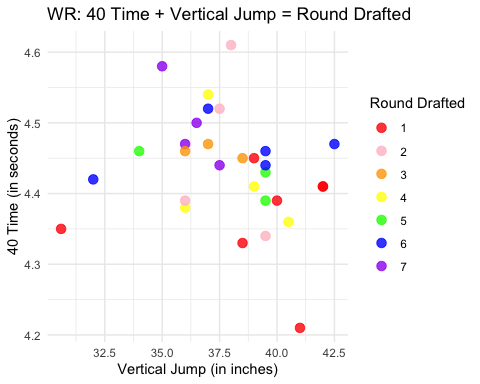 WR: 40 Time + Vertical Jump = Round Drafted
40 Time (in seconds)
4.6
4.5
4.4
4.3
4.2
32.5 35.0 37.5 40.0 42.5
Vertical Jump (in inches)
Round Drafted
1
2
3
4
5
6
7